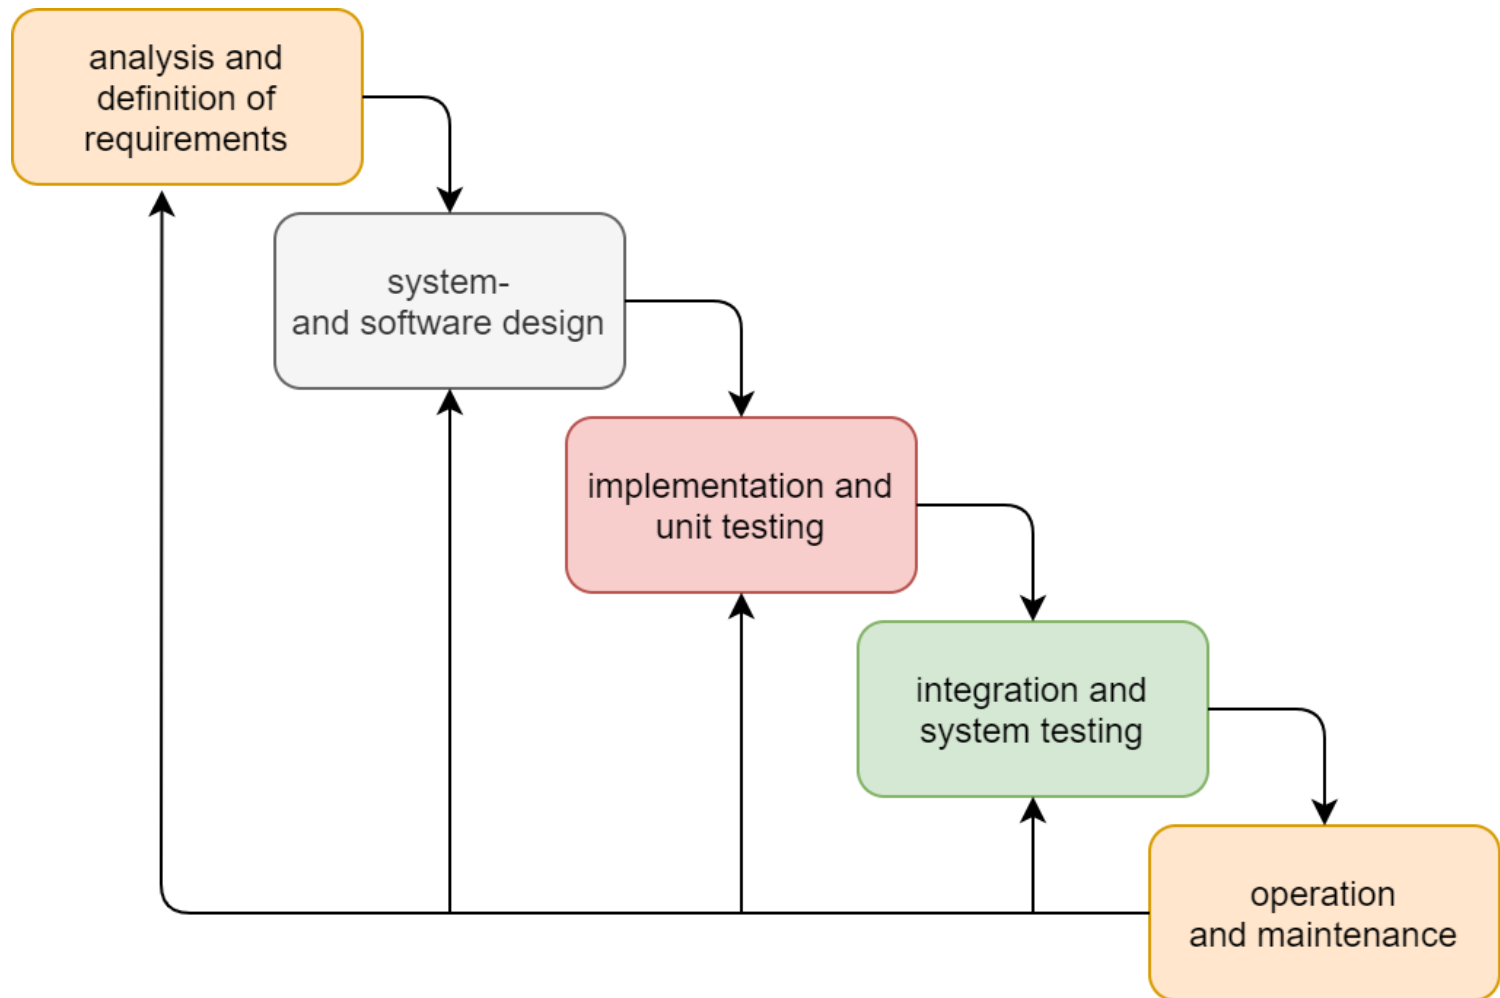 analysis and
definition of
requirements
system-
and software design
implementation and
unit testing
integration and
system testing
operation
and maintenance